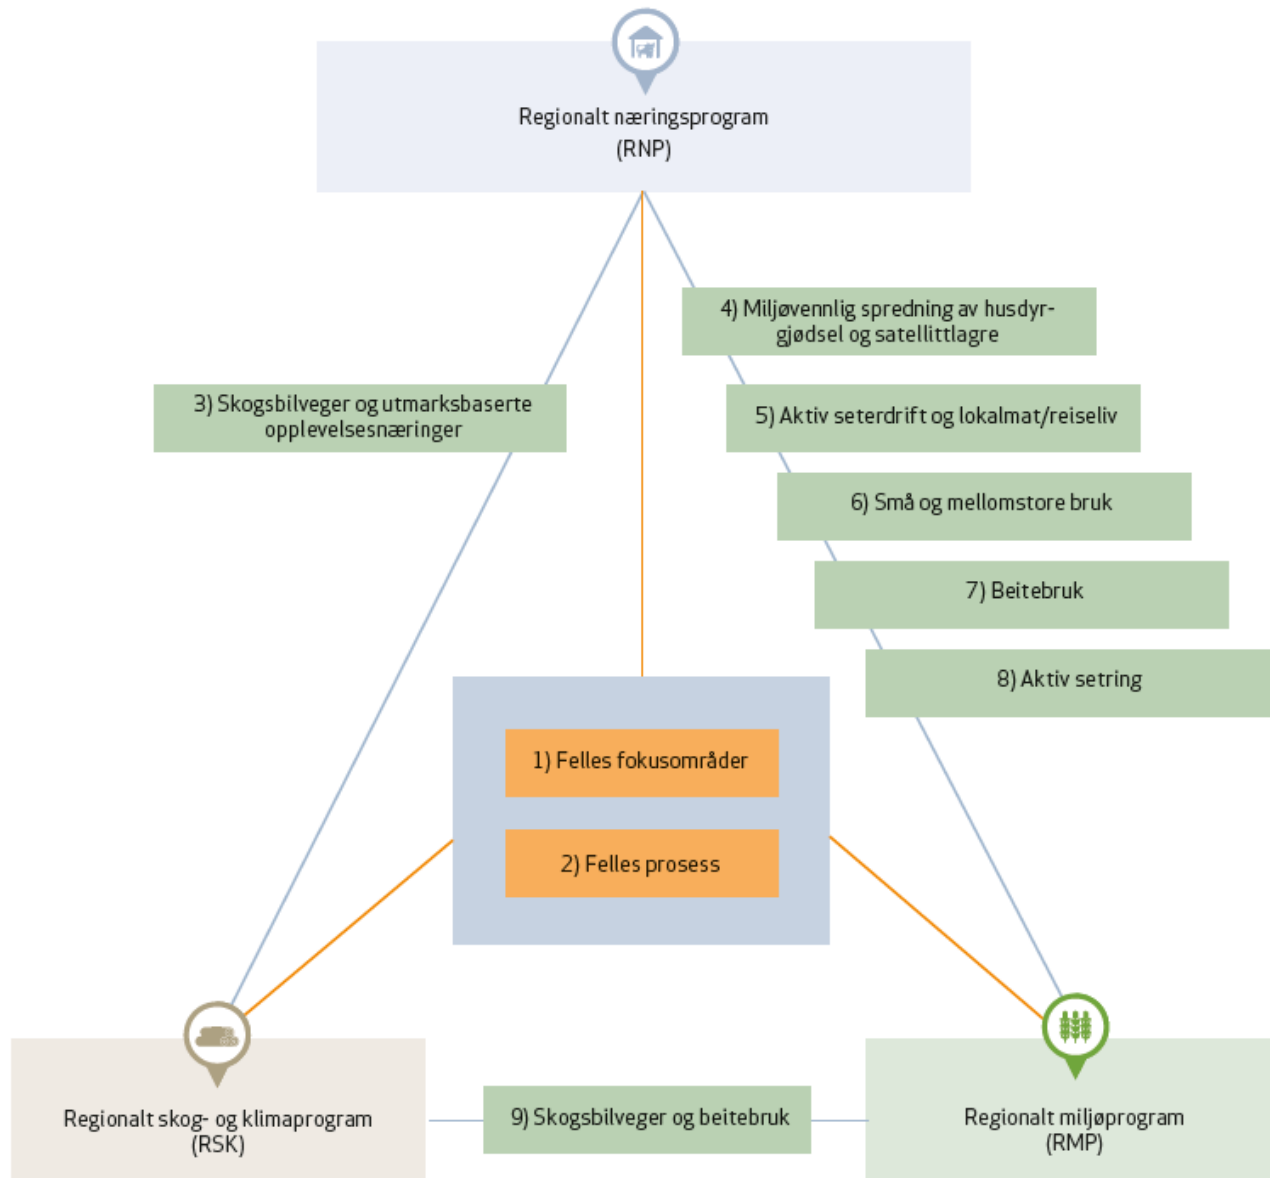 Regionalt næringsprogram
(RNP)
4) Miljøvennlig spredning av husdyr-
gjødsel og satellittlagre
3) Skogsbilveger og utmarksbaserte
opplevelsesnæringer
5) Aktiv seterdrift og lokalmat/reiseliv
6) Små og mellomstore bruk
7) Beitebruk
8) Aktiv setring
1) Felles fokusområder
2) Felles prosess
Regionalt skog- og klimaprogram
(RSK)
9) Skogsbilveger og beitebruk
Regionalt miljøprogram
(RMP)